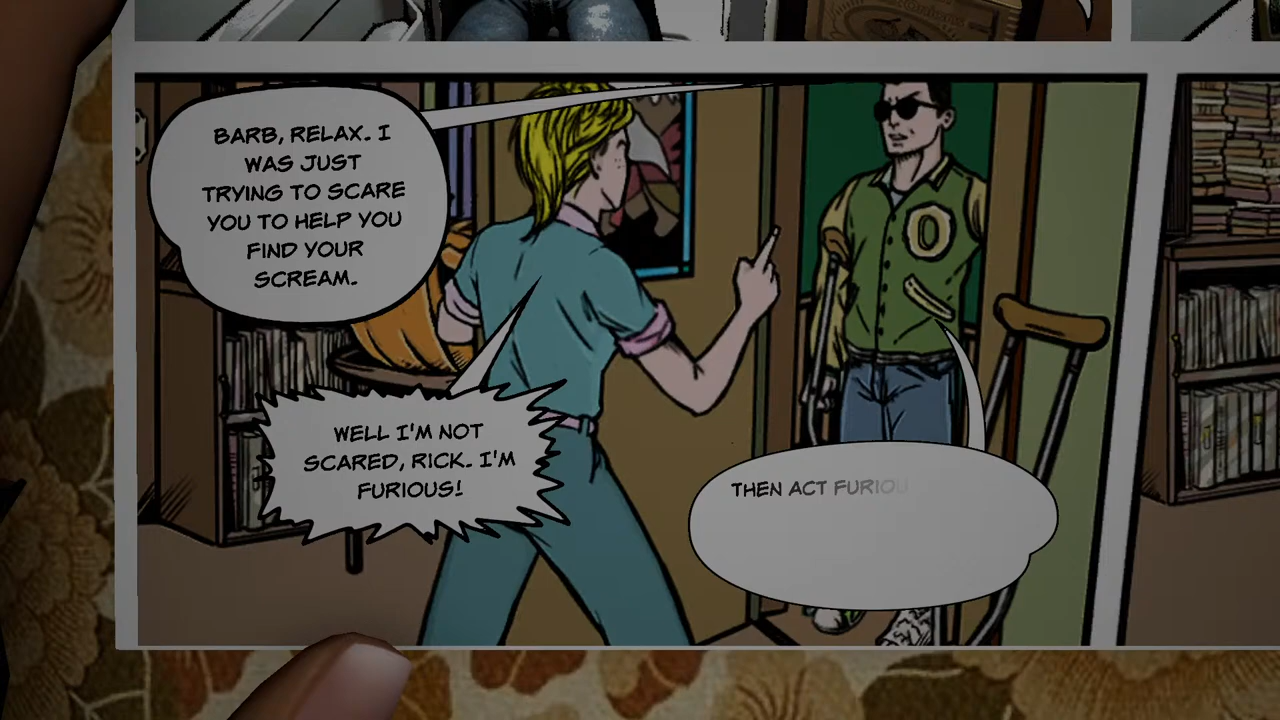 BARB, RELAX. I
WAS JUST
TRYING TO SCARE
YOU TO HELP YOU
FIND YOUR
SCREAM.
WELL I'M NOT
SCARED, RICK. I'M
FURIOUS!
THEN ACT FURIOU
O